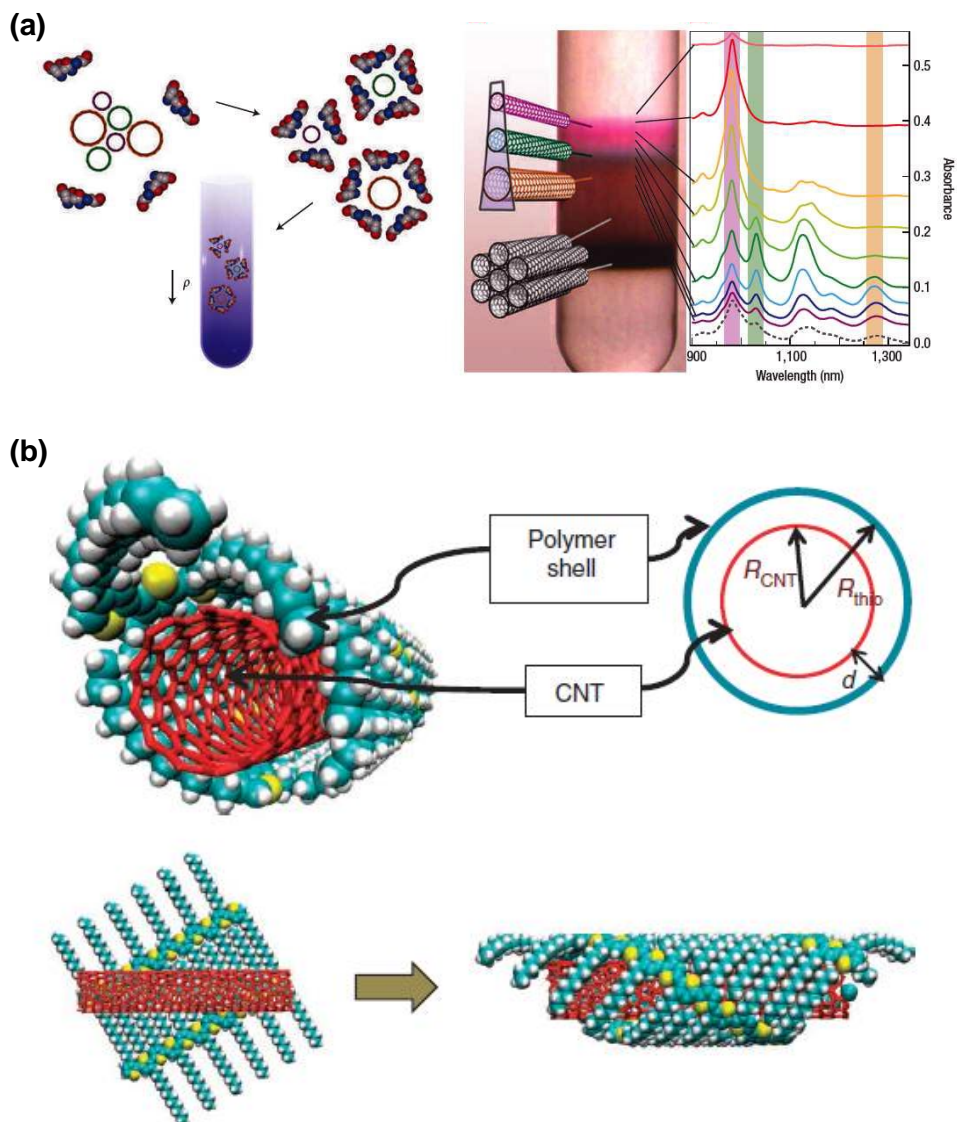 (a)
ρ
0.5
0.4
0.3
0.2
0.1
0.0
Absorbance
900
1,100
1,300
Wavelength (nm)
(b)
Polymer
shell
CNT
R_CNT
R_thio
d